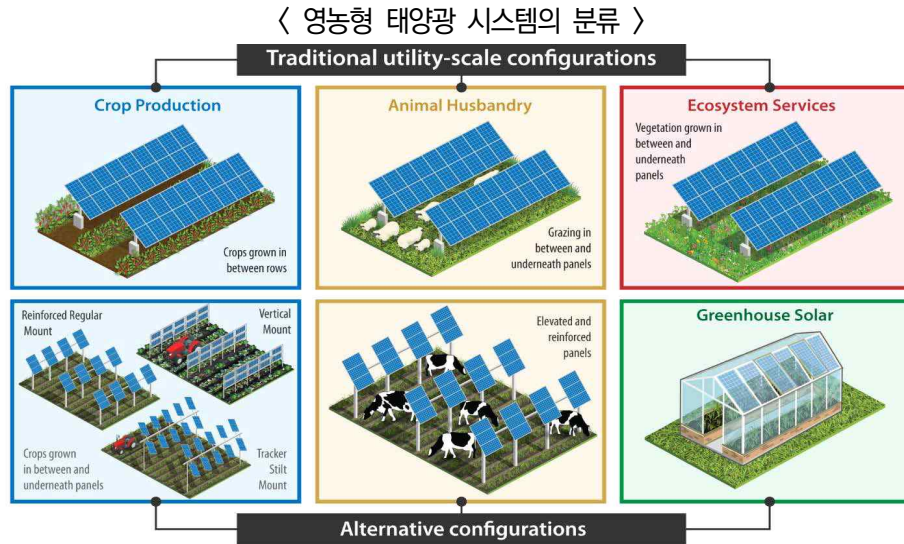 < 영농형 태양광 시스템의 분류 >
Traditional utility-scale configurations
Crop Production
Crops grown in
between rows
Animal Husbandry
Grazing in
between and
underneath panels
Ecosystem Services
Vegetation grown in
between and
underneath
panels
Reinforced Regular
Mount
Vertical
Mount
Crops grown
in between and
underneath panels
Tracker
Stilt
Mount
Elevated and
reinforced
panels
Greenhouse Solar
Alternative configurations